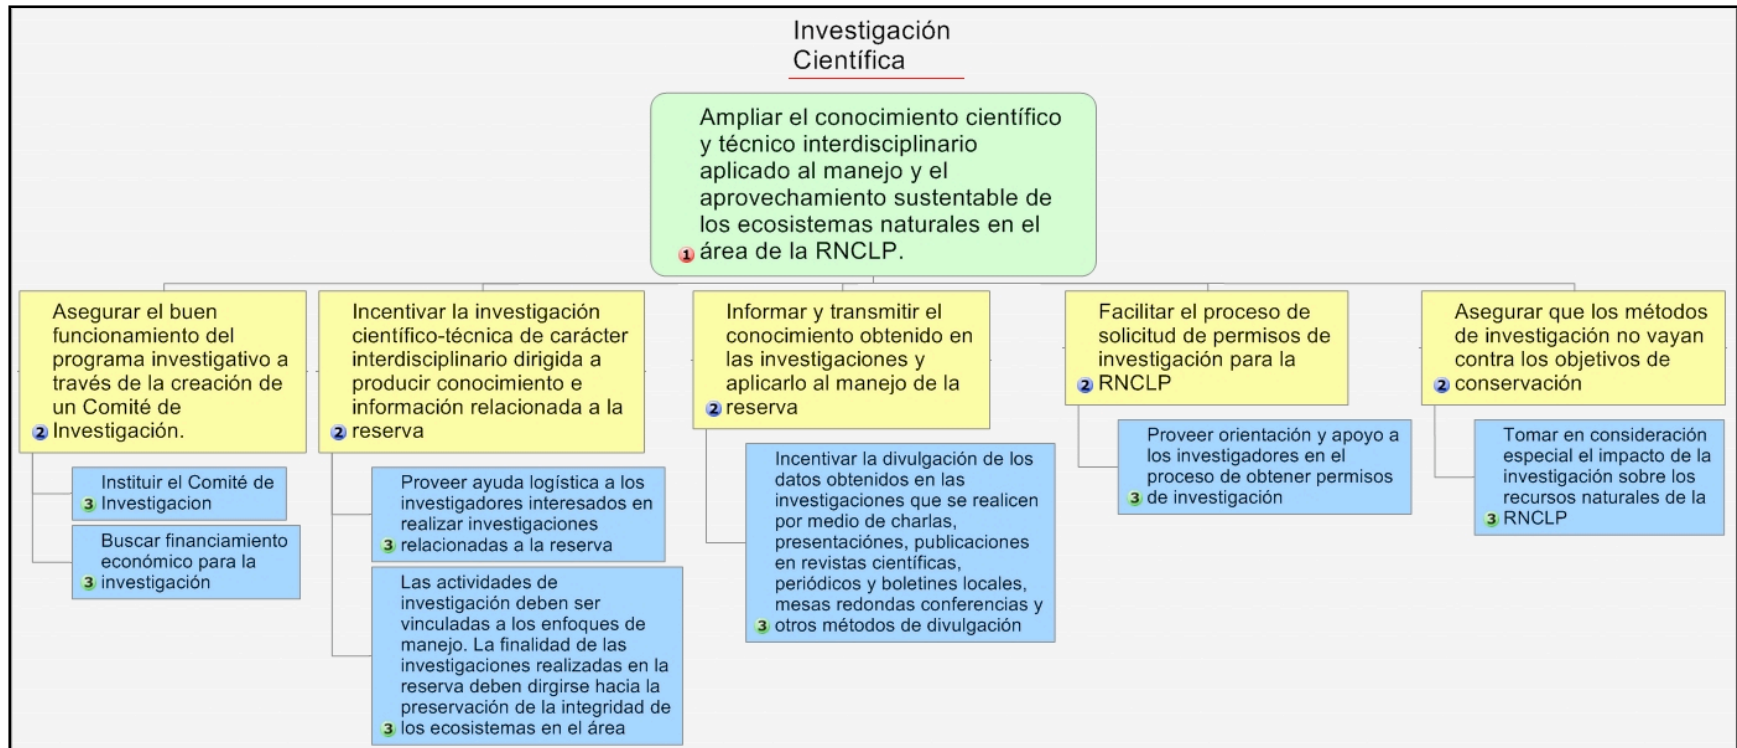 Investigación
Científica
Ampliar el conocimiento científico
y técnico interdisciplinario
aplicado al manejo y el
aprovechamiento sustentable de
los ecosistemas naturales en el
1 área de la RNCLP.
Asegurar el buen
funcionamiento del
programa investigativo a
través de la creación de
un Comité de
2 Investigación.
Instituir el Comité de
3 Investigacion
Buscar financiamiento
económico para la
3 investigación
Incentivar la investigación
científico-técnica de carácter
interdisciplinario dirigida a
producir conocimiento e
información relacionada a la
2 reserva
Proveer ayuda logística a los
investigadores interesados en
realizar investigaciones
3 relacionadas a la reserva
Las actividades de
investigación deben ser
vinculadas a los enfoques de
manejo. La finalidad de las
investigaciones realizadas en la
reserva deben dirgirse hacia la
preservación de la integridad de
3 los ecosistemas en el área
Informar y transmitir el
conocimiento obtenido en
las investigaciones y
aplicarlo al manejo de la
2 reserva
Incentivar la divulgación de los
datos obtenidos en las
investigaciones que se realicen
por medio de charlas,
presentaciónes, publicaciones
en revistas científicas,
periódicos y boletines locales,
mesas redondas conferencias y
3 otros métodos de divulgación
Facilitar el proceso de
solicitud de permisos de
investigación para la
2 RNCLP
Proveer orientación y apoyo a
los investigadores en el
proceso de obtener permisos
3 de investigación
Asegurar que los métodos
de investigación no vayan
contra los objetivos de
2 conservación
Tomar en consideración
especial el impacto de la
investigación sobre los
recursos naturales de la
3 RNCLP